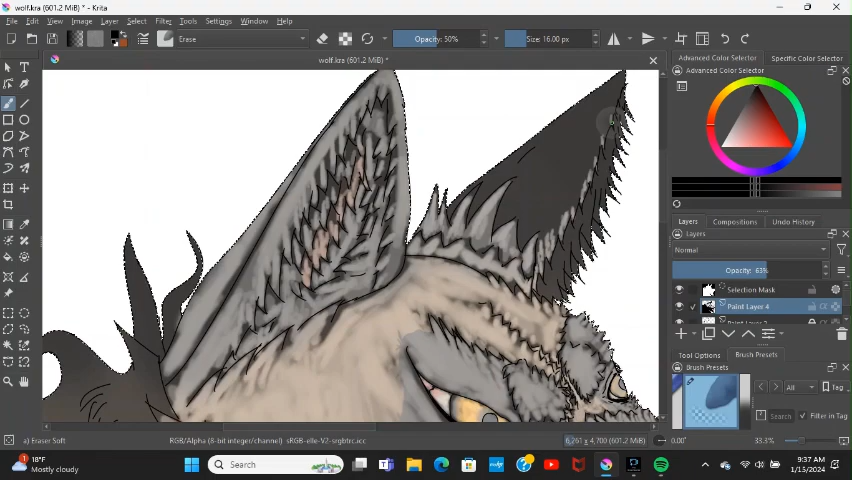 wolf.kra (601.2 MiB) * - Krita
File Edit View Image Layer Select Filter Tools Settings Window Help
Erase Opacity: 50% Size: 16.00 px
wolf.kra (601.2 MiB) *
Advanced Color Selector Specific Color Selector
Advanced Color Selector
Layers Compositions Undo History
Layers
Normal
Opacity: 63%
Selection Mask
Paint Layer 4
Tool Options Brush Presets
Brush Presets
All Tag
Search Filter in Tag
a) Eraser Soft RGB/Alpha (8-bit integer/channel) sRGB-elle-V2-srgbtrc.icc 6,261 x 4,700 (601.2 MiB) 0.00° 33.3%
18°F
Mostly cloudy
Search
9:37 AM
1/15/2024